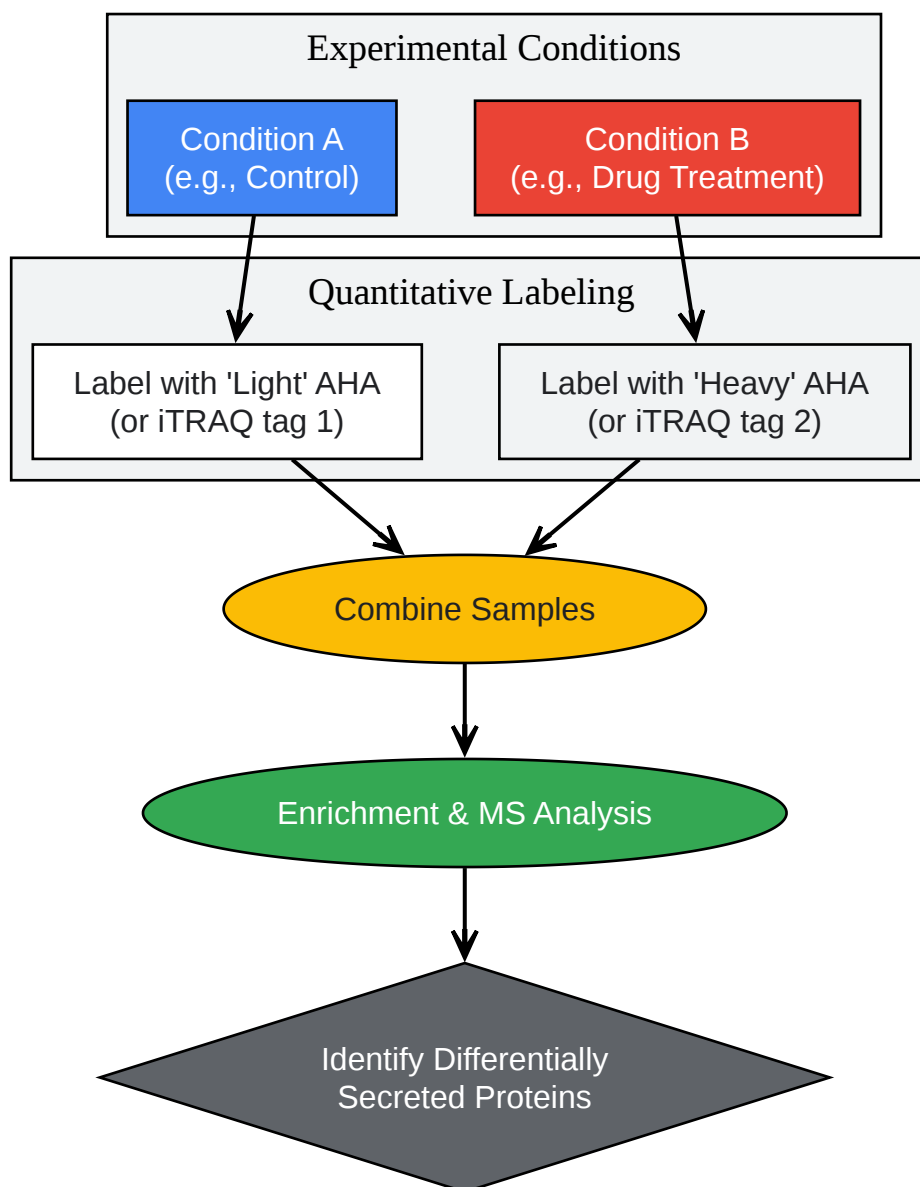 Experimental Conditions
Condition A
(e.g., Control)
Condition B
(e.g., Drug Treatment)
Quantitative Labeling
Label with 'Light' AHA
(or iTRAQ tag 1)
Label with 'Heavy' AHA
(or iTRAQ tag 2)
Combine Samples
Enrichment & MS Analysis
Identify Differentially
Secreted Proteins